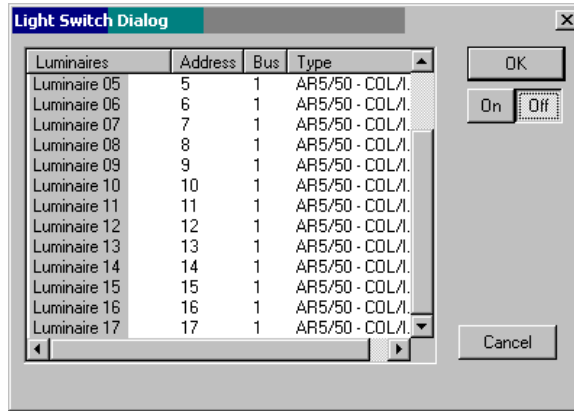 Light Switch Dialog
Luminaires Address Bus Type
Luminaire 05 5 1 AR5/50 - COL/I.
Luminaire 06 6 1 AR5/50 - COL/I.
Luminaire 07 7 1 AR5/50 - COL/I.
Luminaire 08 8 1 AR5/50 - COL/I.
Luminaire 09 9 1 AR5/50 - COL/I.
Luminaire 10 10 1 AR5/50 - COL/I.
Luminaire 11 11 1 AR5/50 - COL/I.
Luminaire 12 12 1 AR5/50 - COL/I.
Luminaire 13 13 1 AR5/50 - COL/I.
Luminaire 14 14 1 AR5/50 - COL/I.
Luminaire 15 15 1 AR5/50 - COL/I.
Luminaire 16 16 1 AR5/50 - COL/I.
Luminaire 17 17 1 AR5/50 - COL/I.
OK
On Off
Cancel